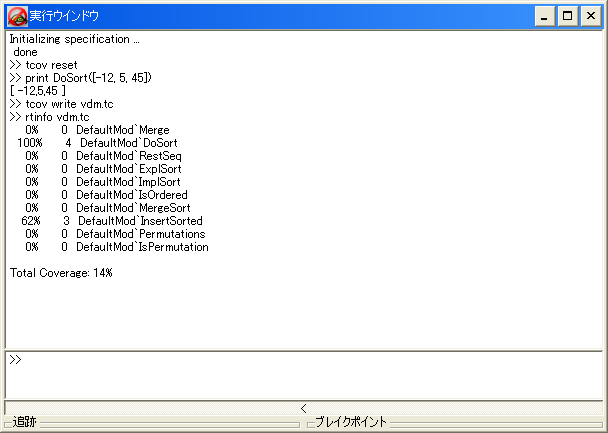 実行ウインドウ
Initializing specification ...
done
>> tcov reset
>> print DoSort([-12, 5, 45])
[ -12,5,45 ]
>> tcov write vdm.tc
>> rtinfo vdm.tc
0% 0 DefaultMod`Merge
100% 4 DefaultMod`DoSort
0% 0 DefaultMod`RestSeq
0% 0 DefaultMod`ExplSort
0% 0 DefaultMod`ImplSort
0% 0 DefaultMod`IsOrdered
0% 0 DefaultMod`MergeSort
62% 3 DefaultMod`InsertSorted
0% 0 DefaultMod`Permutations
0% 0 DefaultMod`IsPermutation
Total Coverage: 14%
>>
<
追跡 ブレイクポイント